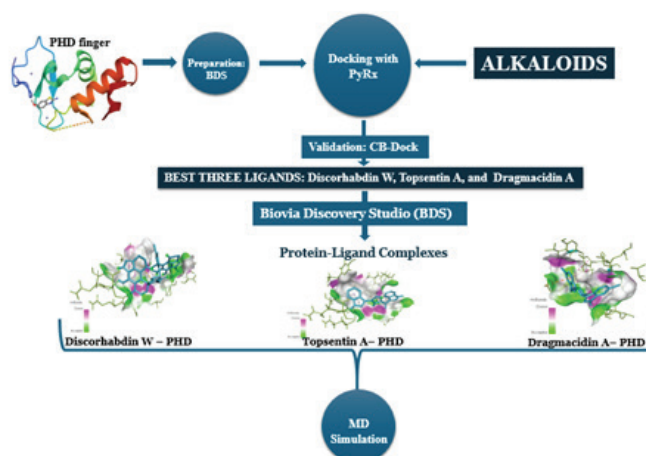 PHD finger
Preparation:
BDS
Docking with
PyRx
ALKALOIDS
Validation: CB-Dock
BEST THREE LIGANDS: Discorhabdin W, Topsentin A, and Dragmacidin A
Biovia Discovery Studio (BDS)
Protein-Ligand Complexes
Discorhabdin W – PHD
Topsentin A– PHD
Dragmacidin A– PHD
MD
Simulation